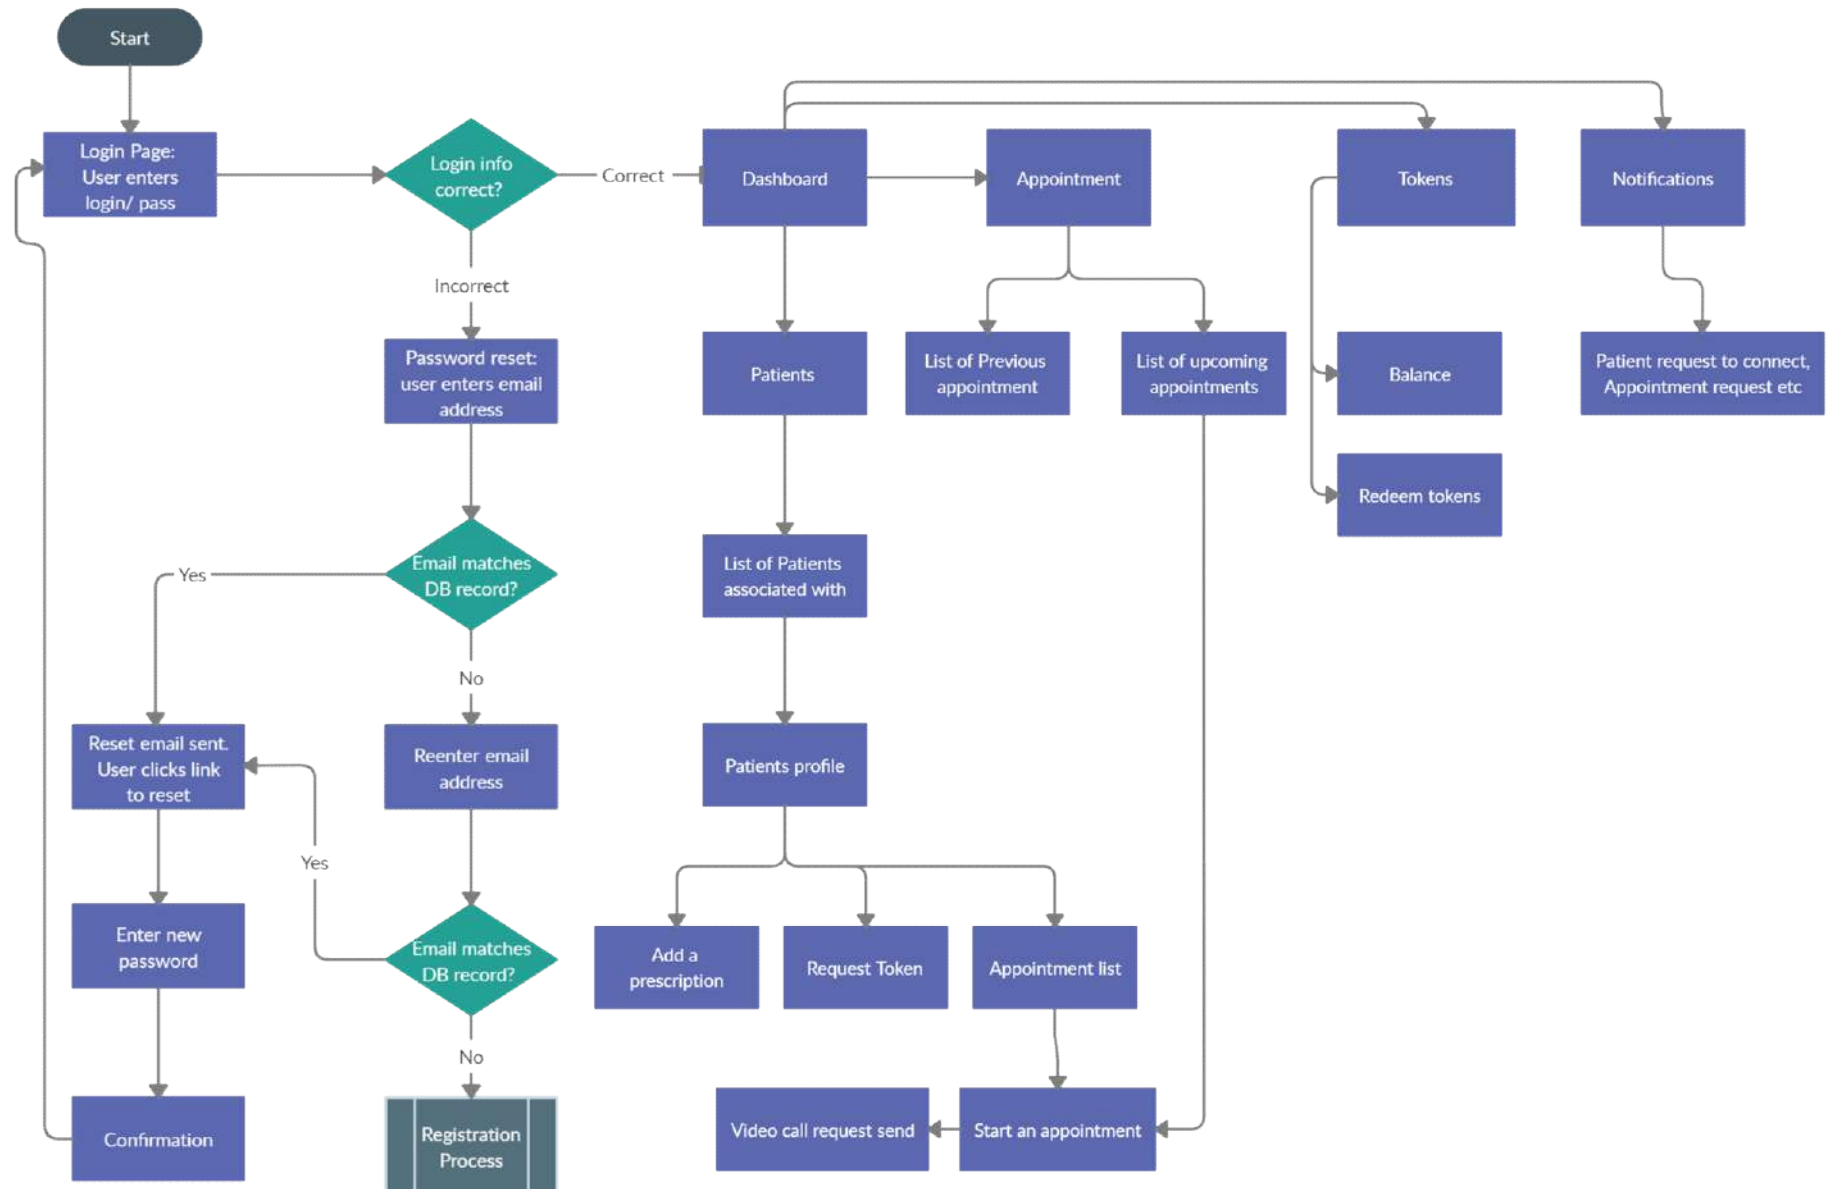 Start
Login Page:
User enters
login/ pass
Login info
correct?
Correct
Dashboard
Appointment
Tokens
Notifications
Incorrect
Password reset:
user enters email
address
Patients
List of Previous
appointment
List of upcoming
appointments
Balance
Patient request to connect,
Appointment request etc
Redeem tokens
Email matches
DB record?
Yes
List of Patients
associated with
No
Reset email sent.
User clicks link
to reset
Reenter email
address
Patients profile
Yes
Enter new
password
Email matches
DB record?
Add a
prescription
Request Token
Appointment list
No
Confirmation
Registration
Process
Video call request send
Start an appointment